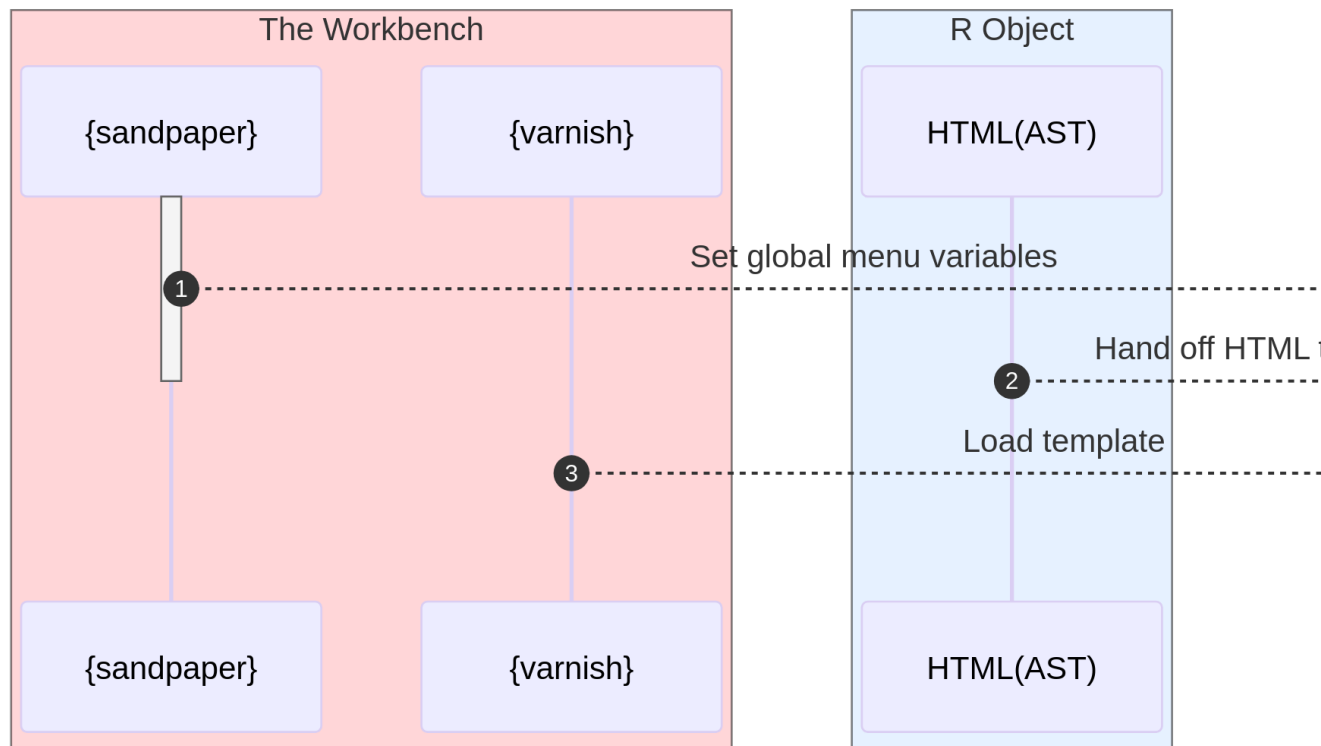 The Workbench
R Object
{sandpaper}
{varnish}
HTML(AST)
Set global menu variables
1
Hand off HTML
2
Load template
3
{sandpaper}
{varnish}
HTML(AST)